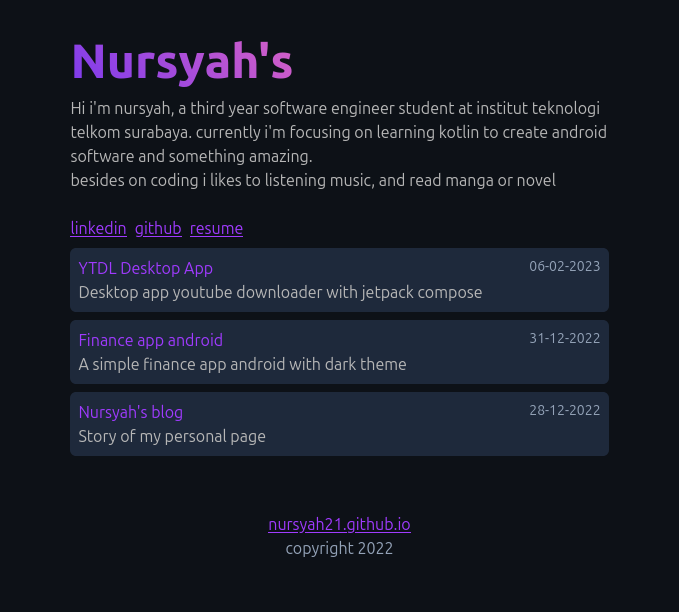 Nursyah's
Hi i'm nursyah, a third year software engineer student at institut teknologi
telkom surabaya. currently i'm focusing on learning kotlin to create android
software and something amazing.
besides on coding i likes to listening music, and read manga or novel
linkedin github resume
YTDL Desktop App 06-02-2023
Desktop app youtube downloader with jetpack compose
Finance app android 31-12-2022
A simple finance app android with dark theme
Nursyah's blog 28-12-2022
Story of my personal page
nursyah21.github.io
copyright 2022